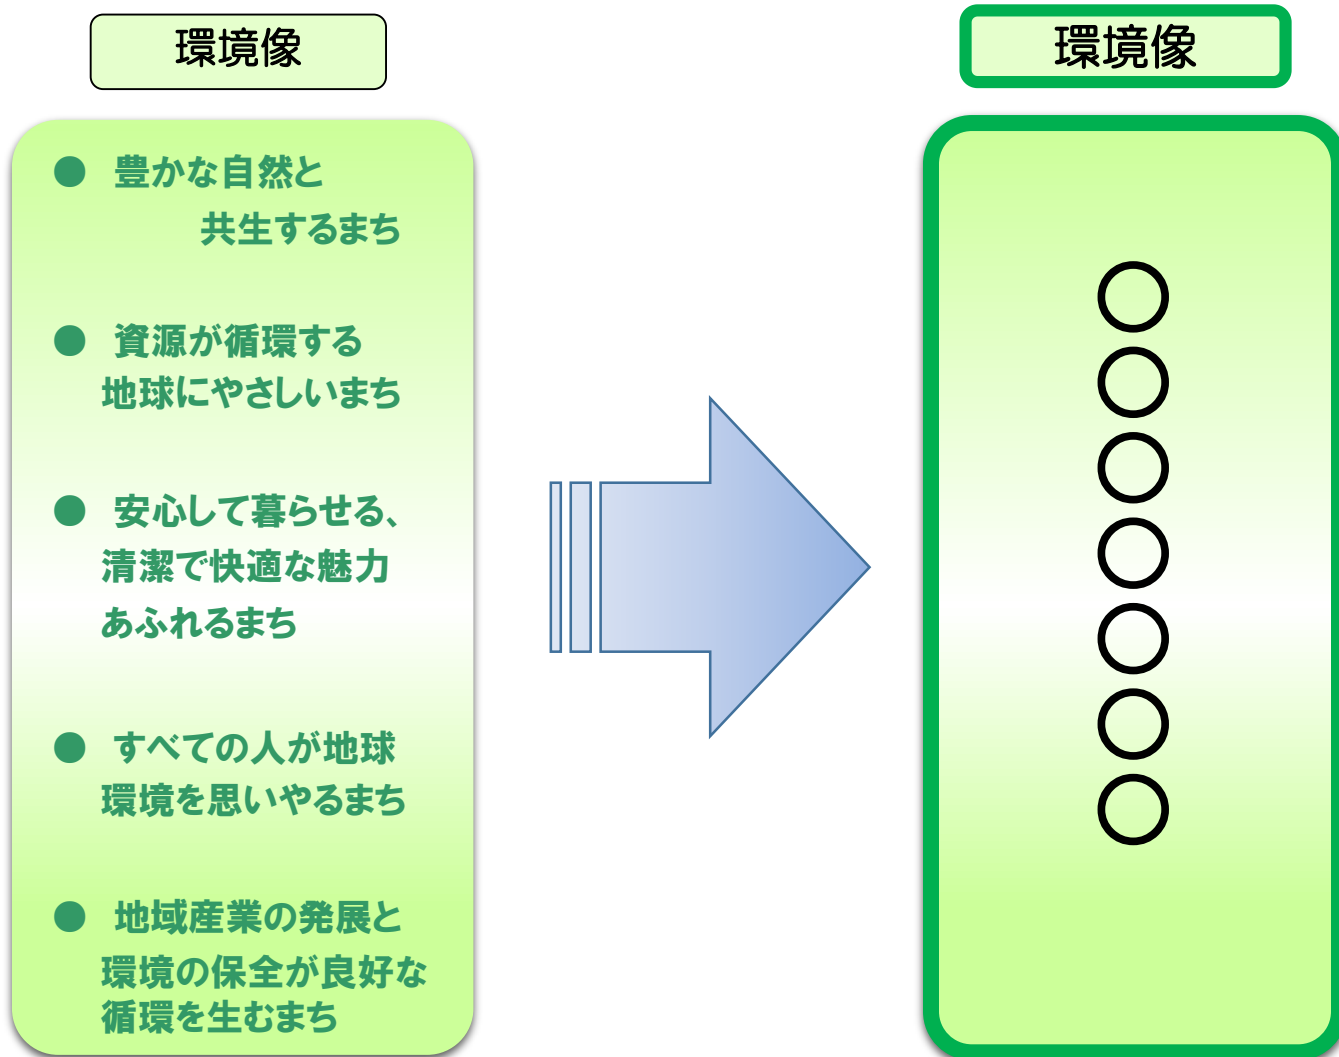 環境像
● 豊かな自然と
共生するまち
● 資源が循環する
地球にやさしいまち
● 安心して暮らせる、
清潔で快適な魅力
あふれるまち
● すべての人が地球
環境を思いやるまち
● 地域産業の発展と
環境の保全が良好な
循環を生むまち
環境像
○
○
○
○
○
○
○